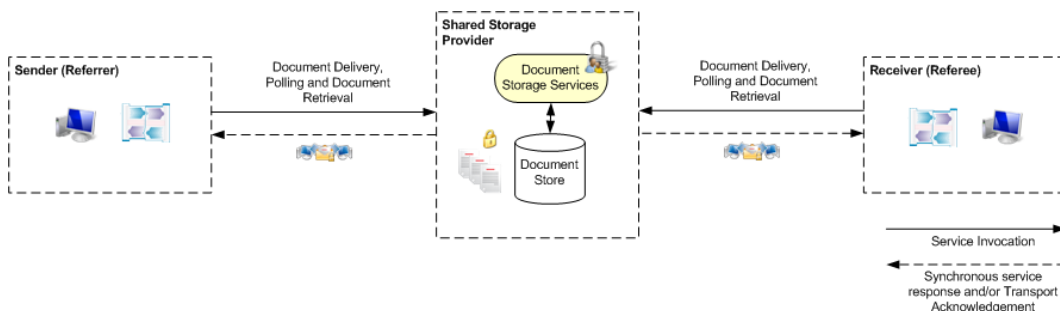 Shared Storage
Provider
Sender (Referrer)
Document Delivery,
Polling and Document
Retrieval
Document
Storage Services
Document
Store
Document Delivery,
Polling and Document
Retrieval
Receiver (Referee)
Service Invocation
Synchronous service
response and/or Transport
Acknowledgement